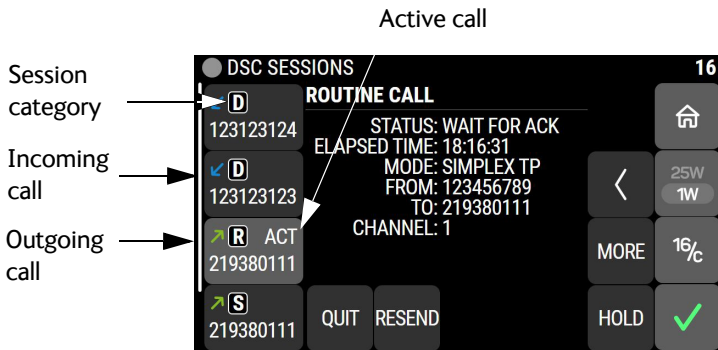 Active call
Session
category
Incoming
call
Outgoing
call
DSC SESSIONS
16
D
123123124
D
123123123
R ACT
219380111
S
219380111
ROUTINE CALL
STATUS: WAIT FOR ACK
ELAPSED TIME: 18:16:31
MODE: SIMPLEX TP
FROM: 123456789
TO: 219380111
CHANNEL: 1
QUIT
RESEND
MORE
HOLD
25W
1W
16/c